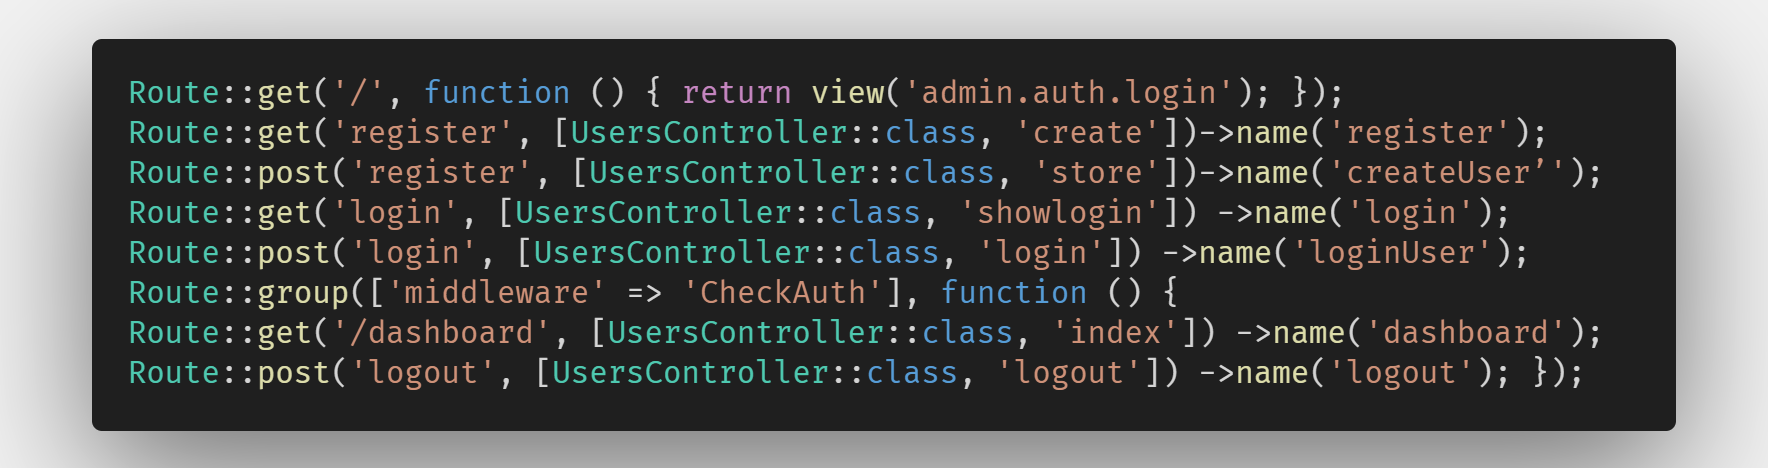 Route::get('/', function () { return view('admin.auth.login'); });
Route::get('register', [UsersController::class, 'create'])->name('register');
Route::post('register', [UsersController::class, 'store'])->name('createUser’');
Route::get('login', [UsersController::class, 'showlogin']) ->name('login');
Route::post('login', [UsersController::class, 'login']) ->name('loginUser');
Route::group(['middleware' => 'CheckAuth'], function () {
Route::get('/dashboard', [UsersController::class, 'index']) ->name('dashboard');
Route::post('logout', [UsersController::class, 'logout']) ->name('logout'); });